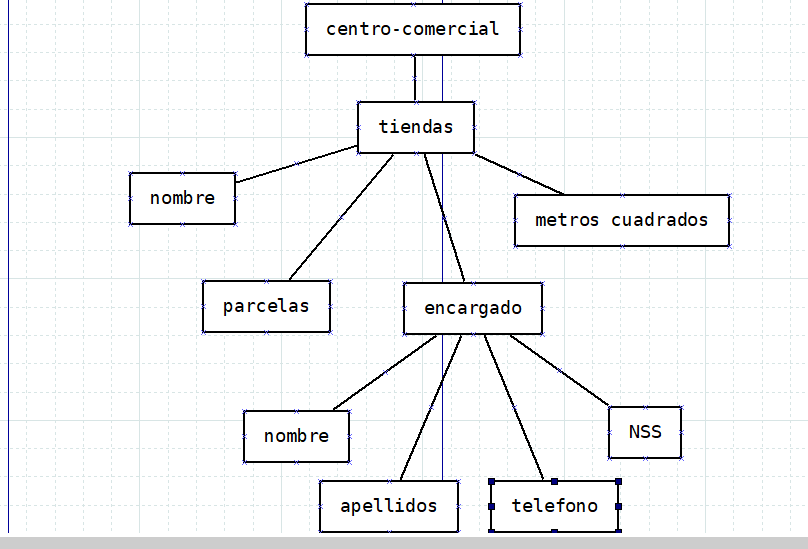 centro-comercial
tiendas
nombre
metros cuadrados
parcelas
encargado
nombre
NSS
apellidos
telefono